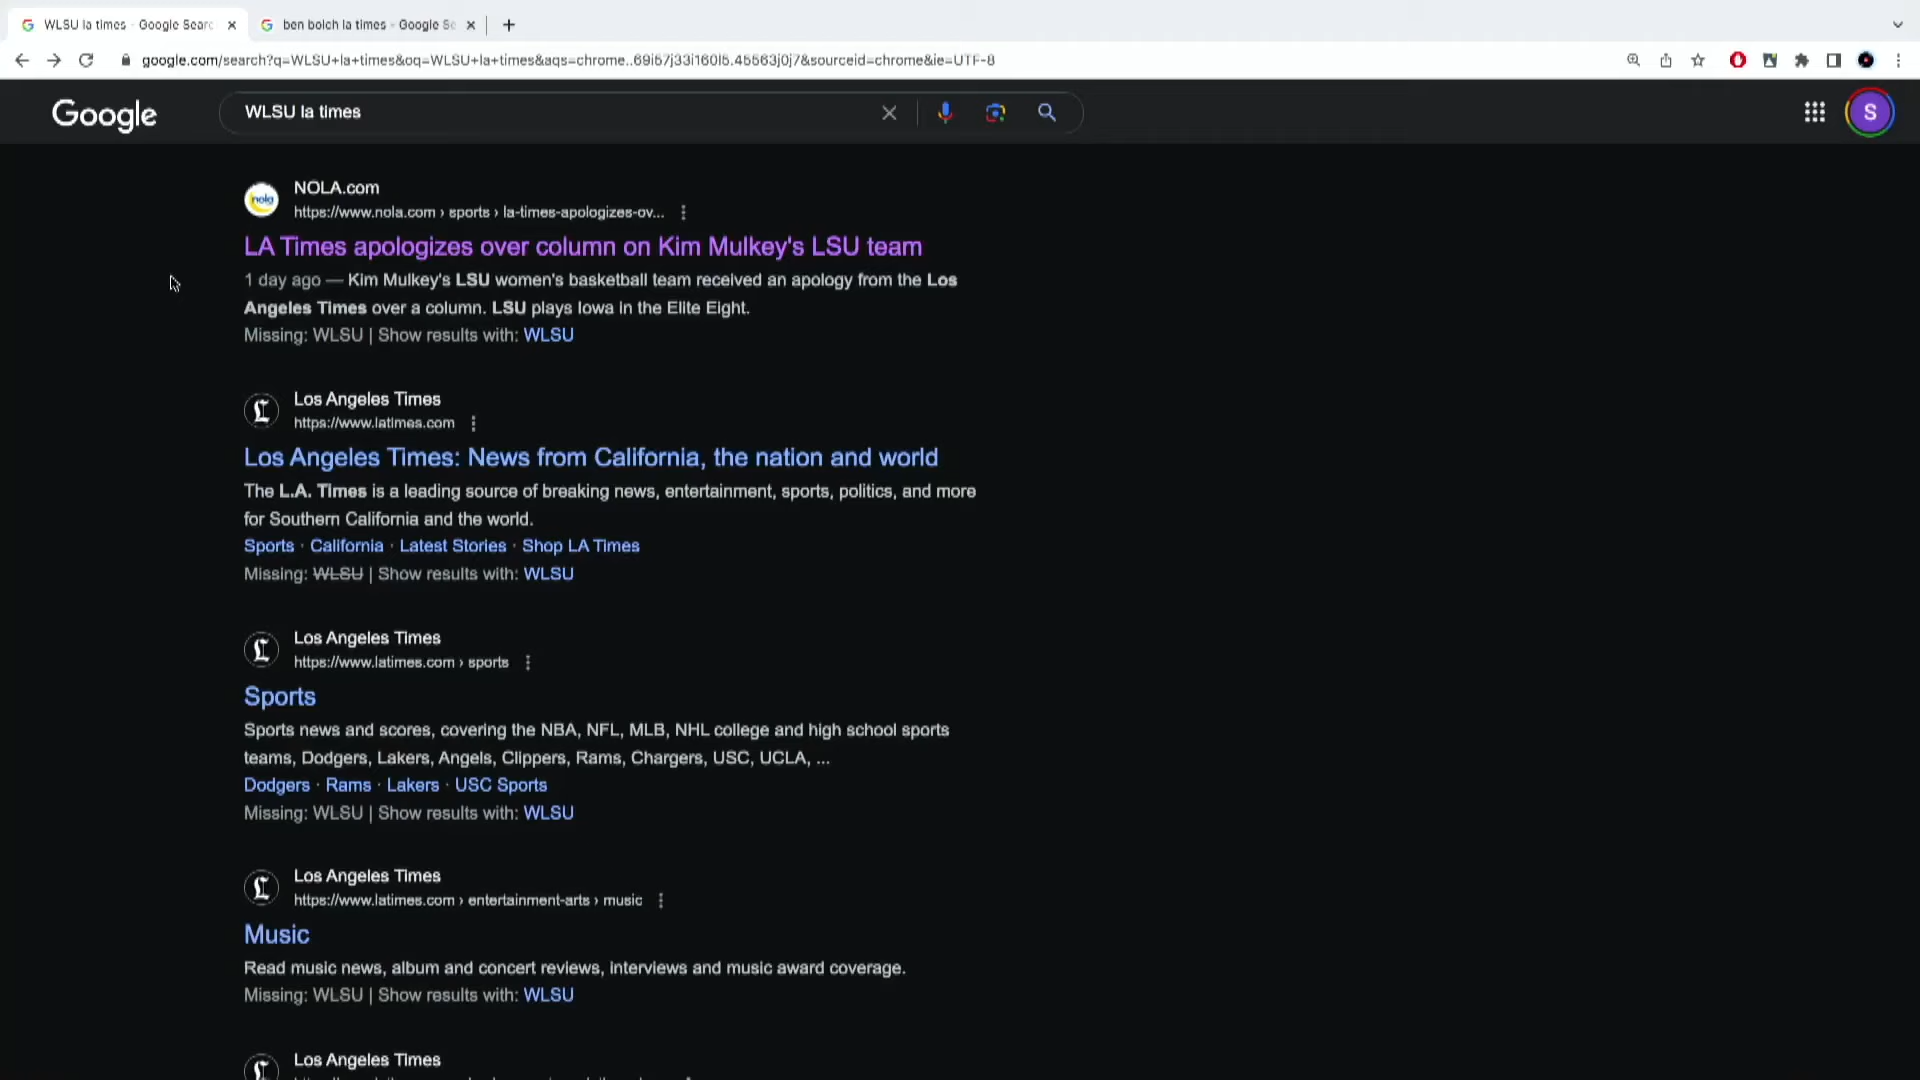 WLSU la times - Google Searc
ben bolch la times - Google Se
google.com/search?q=WLSU+la+times&oq=WLSU+la+times&aqs=chrome..69i57j33i160l5.45563j0j7&sourceid=chrome&ie=UTF-8
Google
WLSU la times
S
NOLA.com
nola
https://www.nola.com › sports › la-times-apologizes-ov...
LA Times apologizes over column on Kim Mulkey's LSU team
1 day ago — Kim Mulkey's LSU women's basketball team received an apology from the Los
Angeles Times over a column. LSU plays Iowa in the Elite Eight.
Missing: WLSU | Show results with: WLSU
Los Angeles Times
https://www.latimes.com
Los Angeles Times: News from California, the nation and world
The L.A. Times is a leading source of breaking news, entertainment, sports, politics, and more
for Southern California and the world.
Sports · California · Latest Stories · Shop LA Times
Missing: WLSU | Show results with: WLSU
Los Angeles Times
https://www.latimes.com › sports
Sports
Sports news and scores, covering the NBA, NFL, MLB, NHL college and high school sports
teams, Dodgers, Lakers, Angels, Clippers, Rams, Chargers, USC, UCLA, ...
Dodgers · Rams · Lakers · USC Sports
Missing: WLSU | Show results with: WLSU
Los Angeles Times
https://www.latimes.com › entertainment-arts › music
Music
Read music news, album and concert reviews, interviews and music award coverage.
Missing: WLSU | Show results with: WLSU
Los Angeles Times